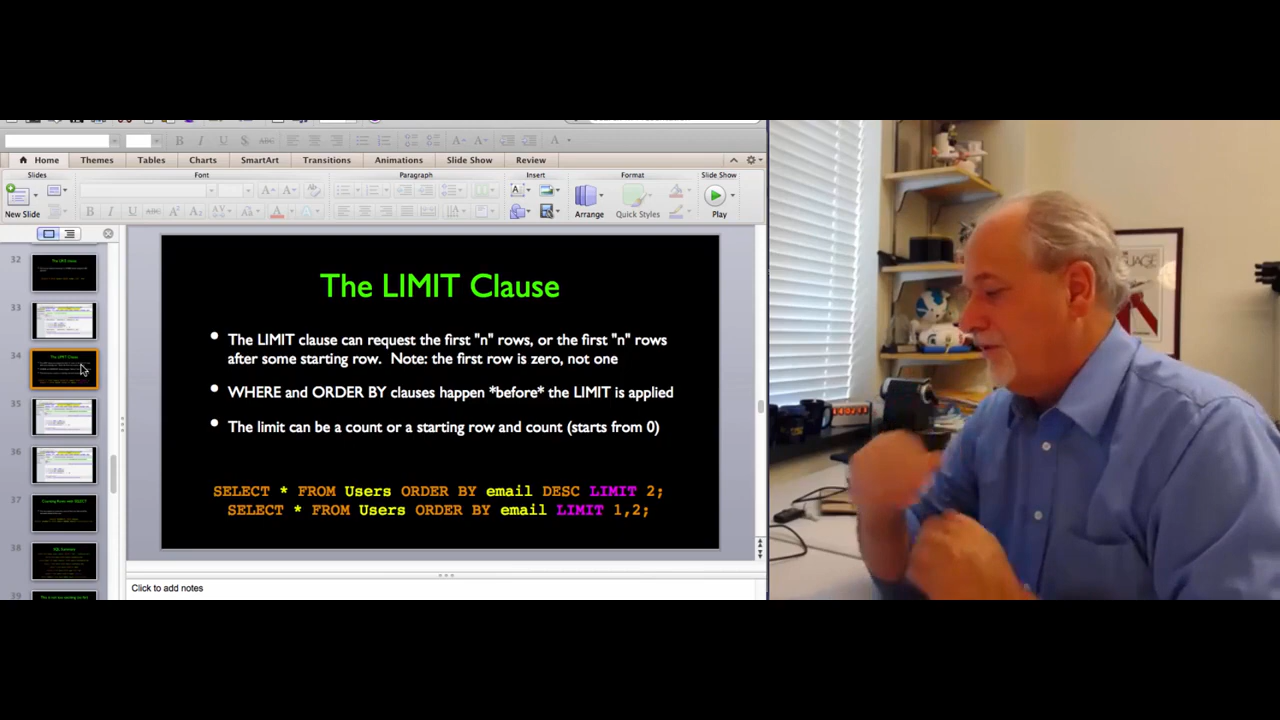 Home Themes Tables Charts SmartArt Transitions Animations Slide Show Review
Slides Font Paragraph Insert Format Slide Show
New Slide Arrange Quick Styles Play
32
33
34
35
36
37
38
39
The LIMIT Clause
• The LIMIT clause can request the first "n" rows, or the first "n" rows
after some starting row. Note: the first row is zero, not one
• WHERE and ORDER BY clauses happen *before* the LIMIT is applied
• The limit can be a count or a starting row and count (starts from 0)
SELECT * FROM Users ORDER BY email DESC LIMIT 2;
SELECT * FROM Users ORDER BY email LIMIT 1,2;
Click to add notes